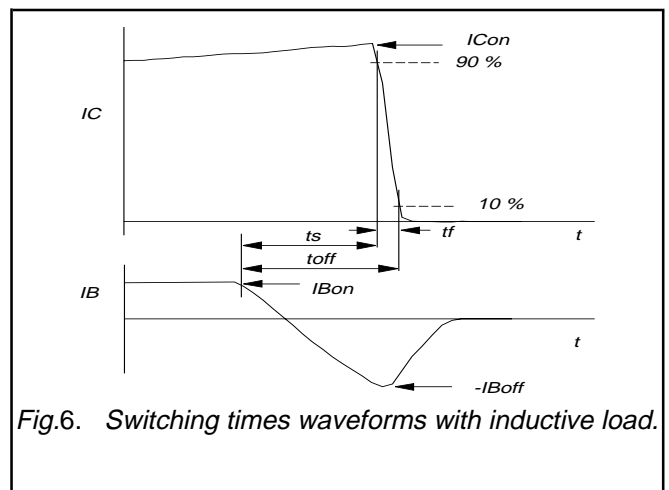 ICon
90 %
IC
10 %
ts
tf
t
toff
IB
IBon
t
-IBoff
Fig.6. Switching times waveforms with inductive load.